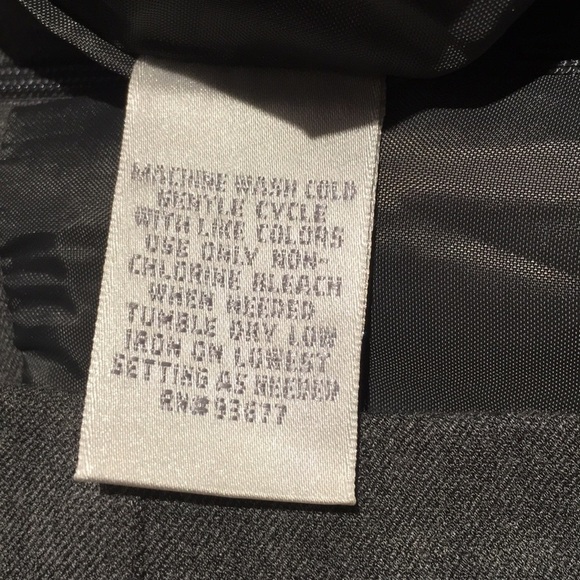 MACHINE WASH COLD
GENTLE CYCLE
WITH LIKE COLORS
USE ONLY NON-
CHLORINE BLEACH
WHEN NEEDED
TUMBLE DRY LOW
IRON ON LOWEST
SETTING AS NEEDED
RN#93677